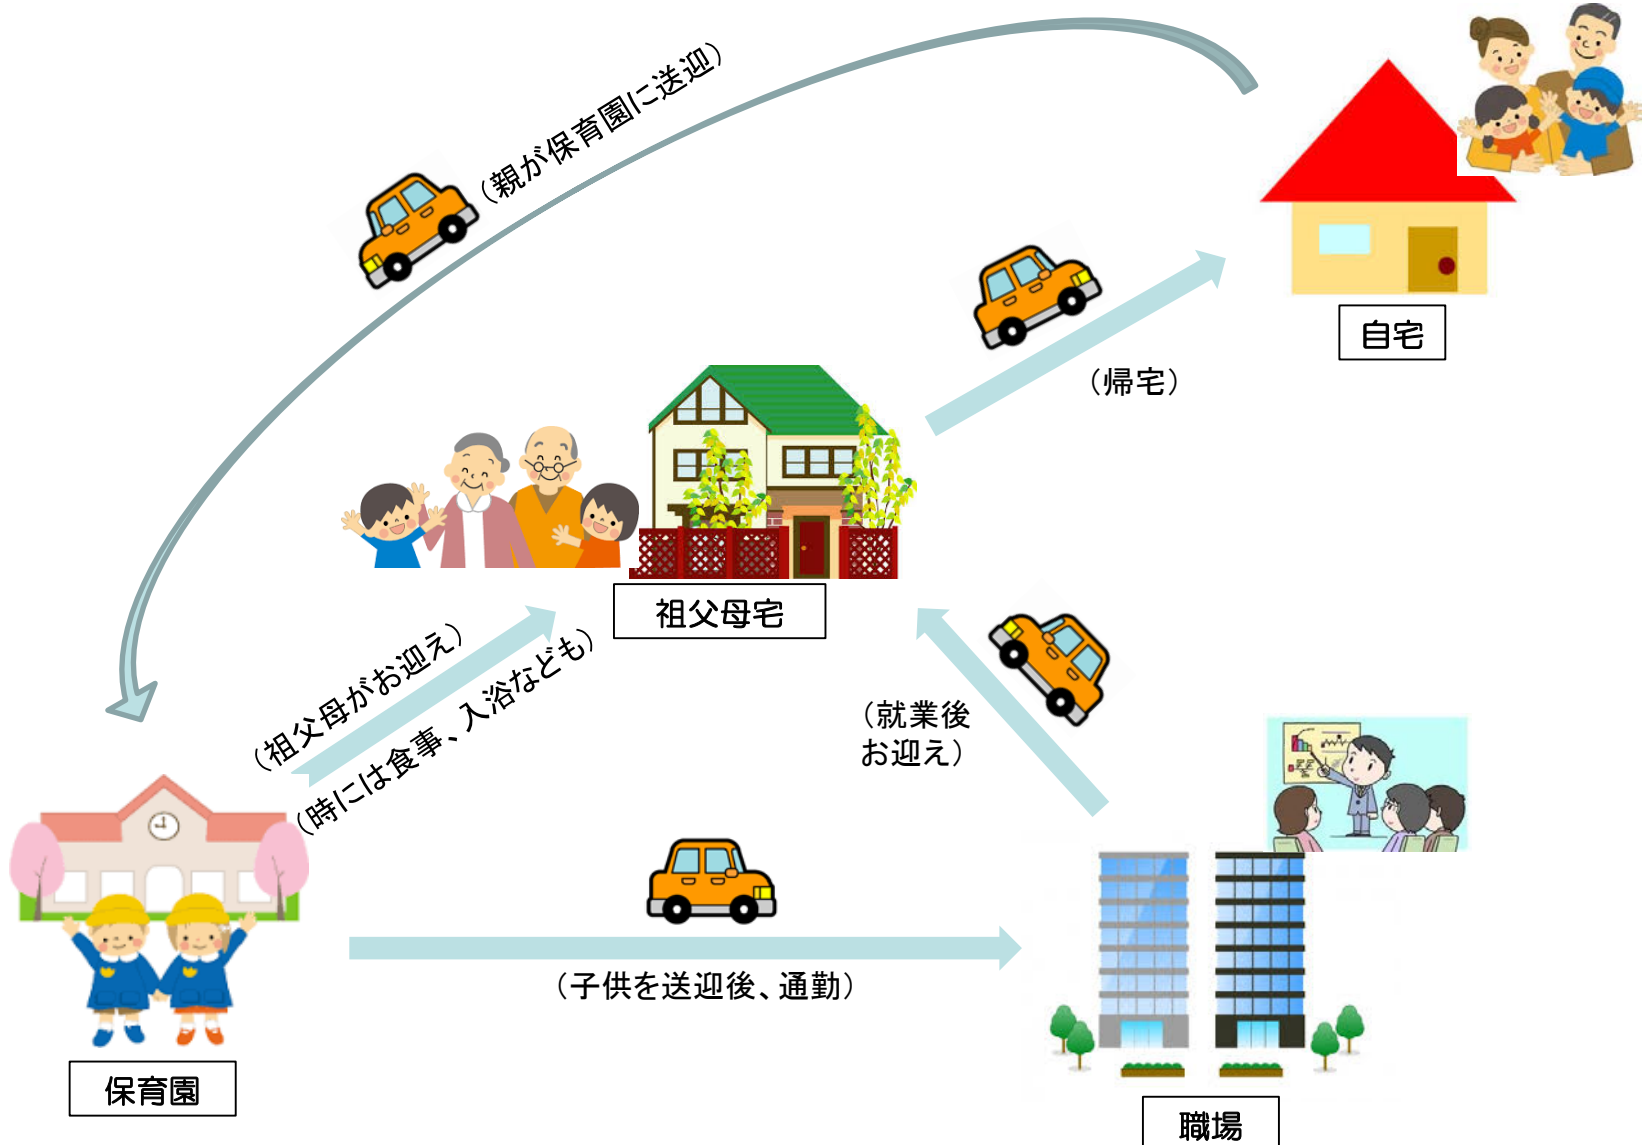 （親が保育園に送迎）
自宅
（帰宅）
祖父母宅
（祖父母がお迎え）
（時には食事、入浴なども）
（就業後
お迎え）
（子供を送迎後、通勤）
保育園
職場